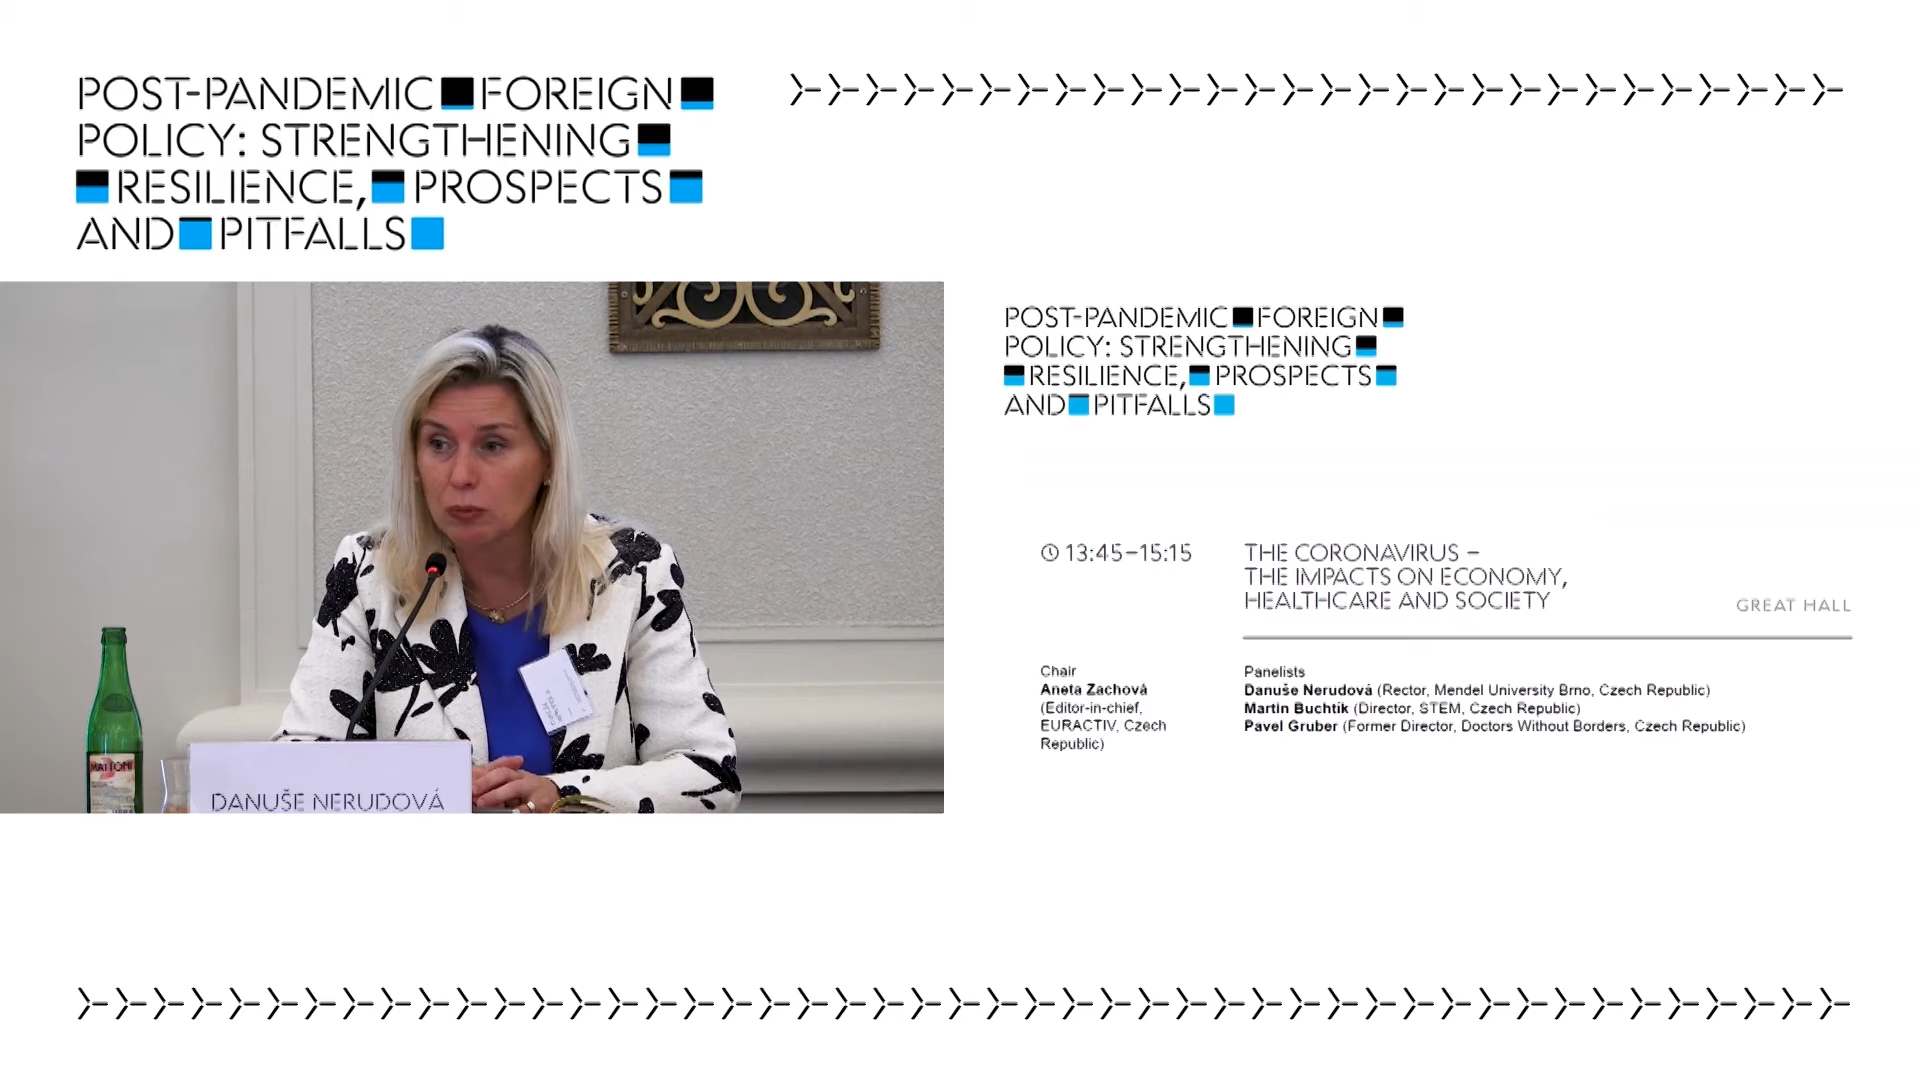 POST-PANDEMIC FOREIGN
POLICY: STRENGTHENING
RESILIENCE, PROSPECTS
AND PITFALLS
MATTONI
DANUŠE NERUDOVÁ
POST-PANDEMIC FOREIGN
POLICY: STRENGTHENING
RESILIENCE, PROSPECTS
AND PITFALLS
13:45–15:15
THE CORONAVIRUS –
THE IMPACTS ON ECONOMY,
HEALTHCARE AND SOCIETY
GREAT HALL
Chair
Aneta Zachová
(Editor-in-chief,
EURACTIV, Czech
Republic)
Panelists
Danuše Nerudová (Rector, Mendel University Brno, Czech Republic)
Martin Buchtík (Director, STEM, Czech Republic)
Pavel Gruber (Former Director, Doctors Without Borders, Czech Republic)